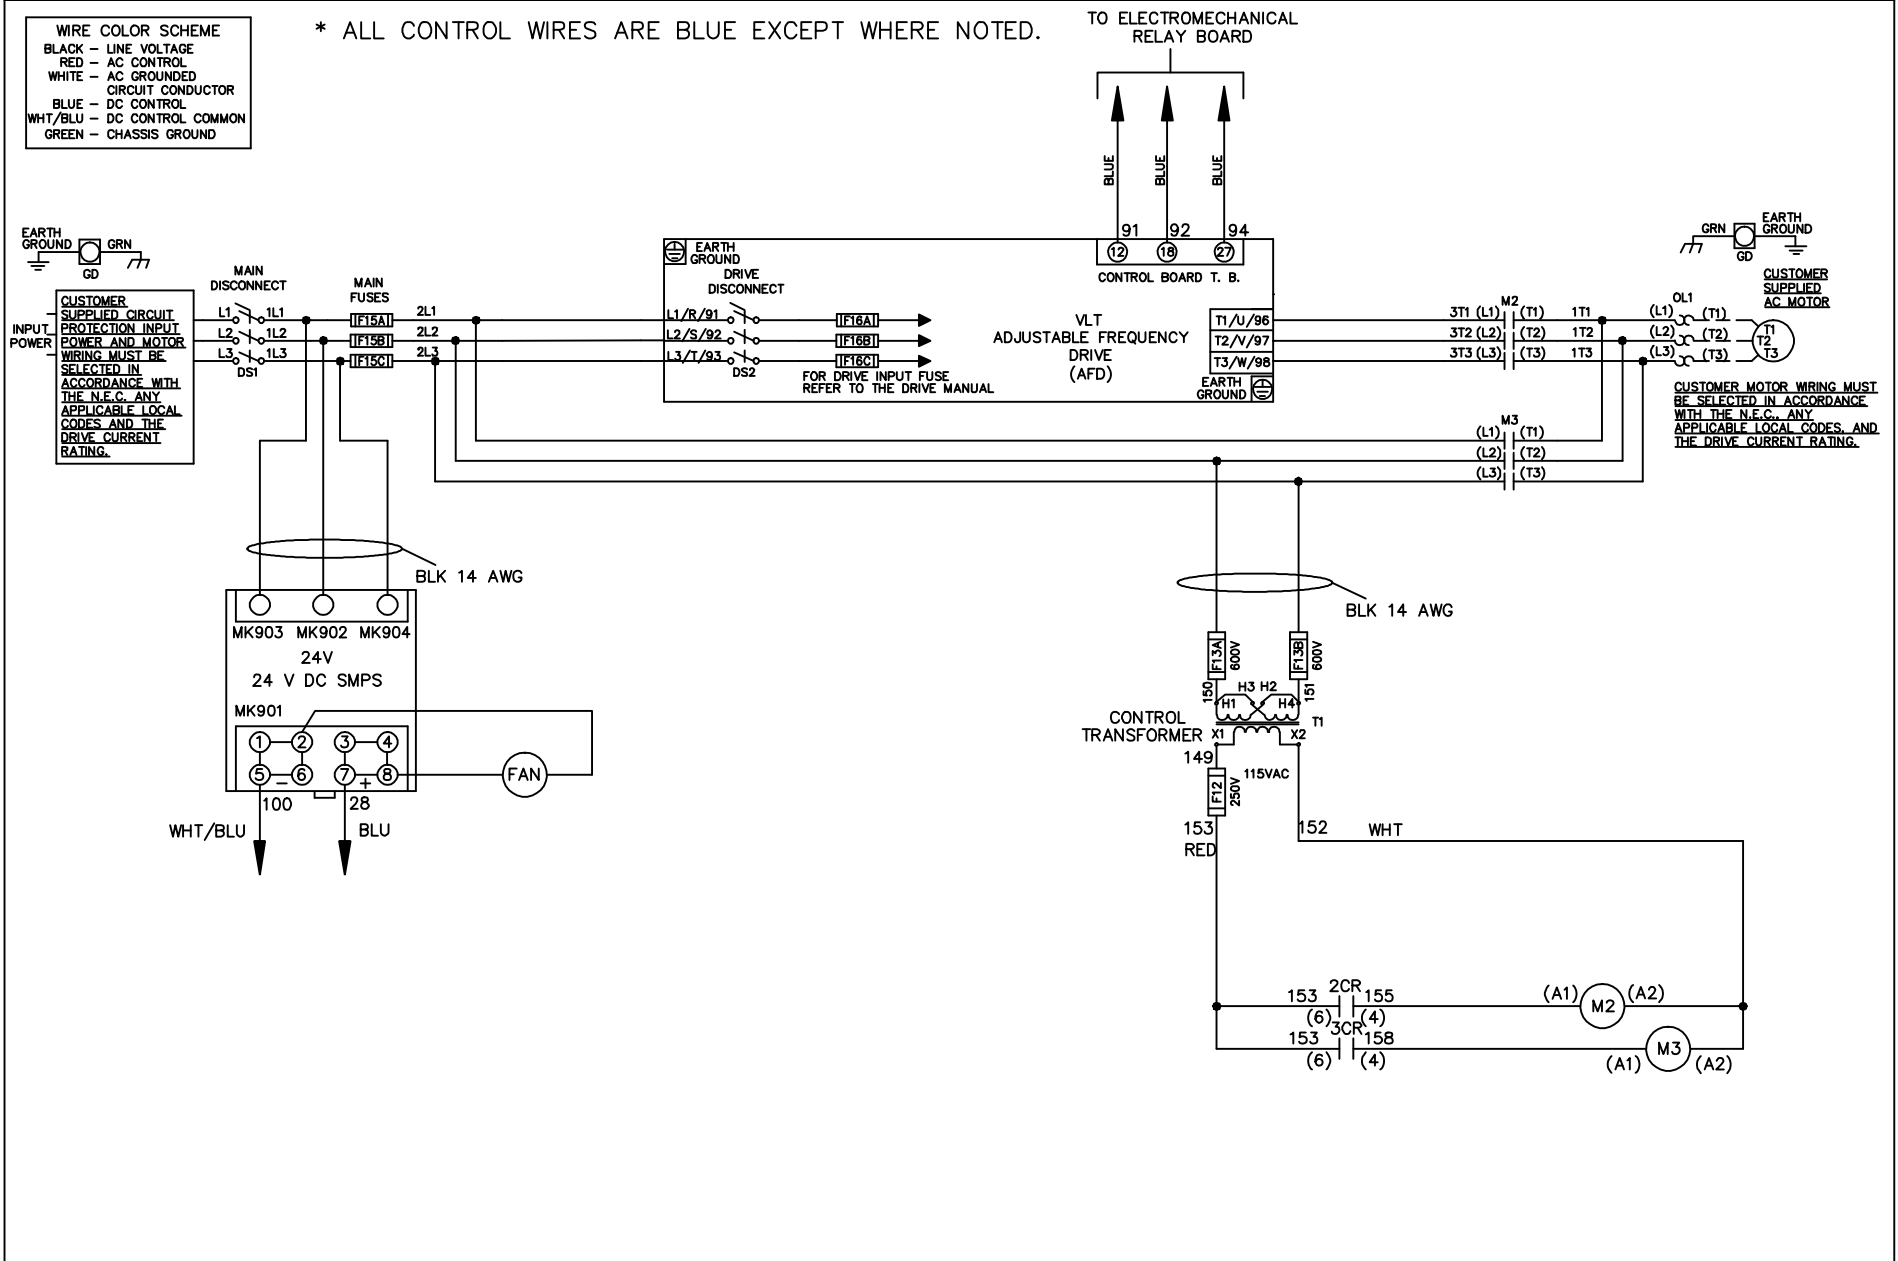 WIRE COLOR SCHEME
BLACK – LINE VOLTAGE
RED – AC CONTROL
WHITE – AC GROUNDED
CIRCUIT CONDUCTOR
BLUE – DC CONTROL
WHT/BLU – DC CONTROL COMMON
GREEN – CHASSIS GROUND
* ALL CONTROL WIRES ARE BLUE EXCEPT WHERE NOTED.
TO ELECTROMECHANICAL
RELAY BOARD
BLUE
BLUE
BLUE
91 92 94
12 18 27
CONTROL BOARD T. B.
EARTH
GROUND
GRN
GD
CUSTOMER
SUPPLIED CIRCUIT
PROTECTION INPUT
POWER AND MOTOR
WIRING MUST BE
SELECTED IN
ACCORDANCE WITH
THE N.E.C. ANY
APPLICABLE LOCAL
CODES AND THE
DRIVE CURRENT
RATING.
INPUT
POWER
MAIN
DISCONNECT
L1 1L1
L2 1L2
L3 1L3
DS1
MAIN
FUSES
F15A
F15B
F15C
2L1
2L2
2L3
EARTH
GROUND
DRIVE
DISCONNECT
L1/R/91
L2/S/92
L3/T/93
DS2
F16A
F16B
F16C
FOR DRIVE INPUT FUSE
REFER TO THE DRIVE MANUAL
VLT
ADJUSTABLE FREQUENCY
DRIVE
(AFD)
T1/U/96
T2/V/97
T3/W/98
EARTH
GROUND
M2
3T1 (L1) (T1) 1T1
3T2 (L2) (T2) 1T2
3T3 (L3) (T3) 1T3
OL1
(L1) (T1)
(L2) (T2)
(L3) (T3)
T1
T2
T3
GRN
EARTH
GROUND
GD
CUSTOMER
SUPPLIED
AC MOTOR
CUSTOMER MOTOR WIRING MUST
BE SELECTED IN ACCORDANCE
WITH THE N.E.C., ANY
APPLICABLE LOCAL CODES, AND
THE DRIVE CURRENT RATING.
M3
(L1) (T1)
(L2) (T2)
(L3) (T3)
BLK 14 AWG
MK903 MK902 MK904
24V
24 V DC SMPS
MK901
1 2 3 4
5 – 6 7 + 8
FAN
100 28
WHT/BLU BLU
BLK 14 AWG
F13A
600V
F13B
600V
150
151
H3 H2
H1 H4
T1
CONTROL
TRANSFORMER
X1 X2
149
115VAC
F12
250V
153
RED
152 WHT
2CR
153 155
(6) (4)
(A1) M2 (A2)
3CR
153 158
(6) (4)
(A1) M3 (A2)